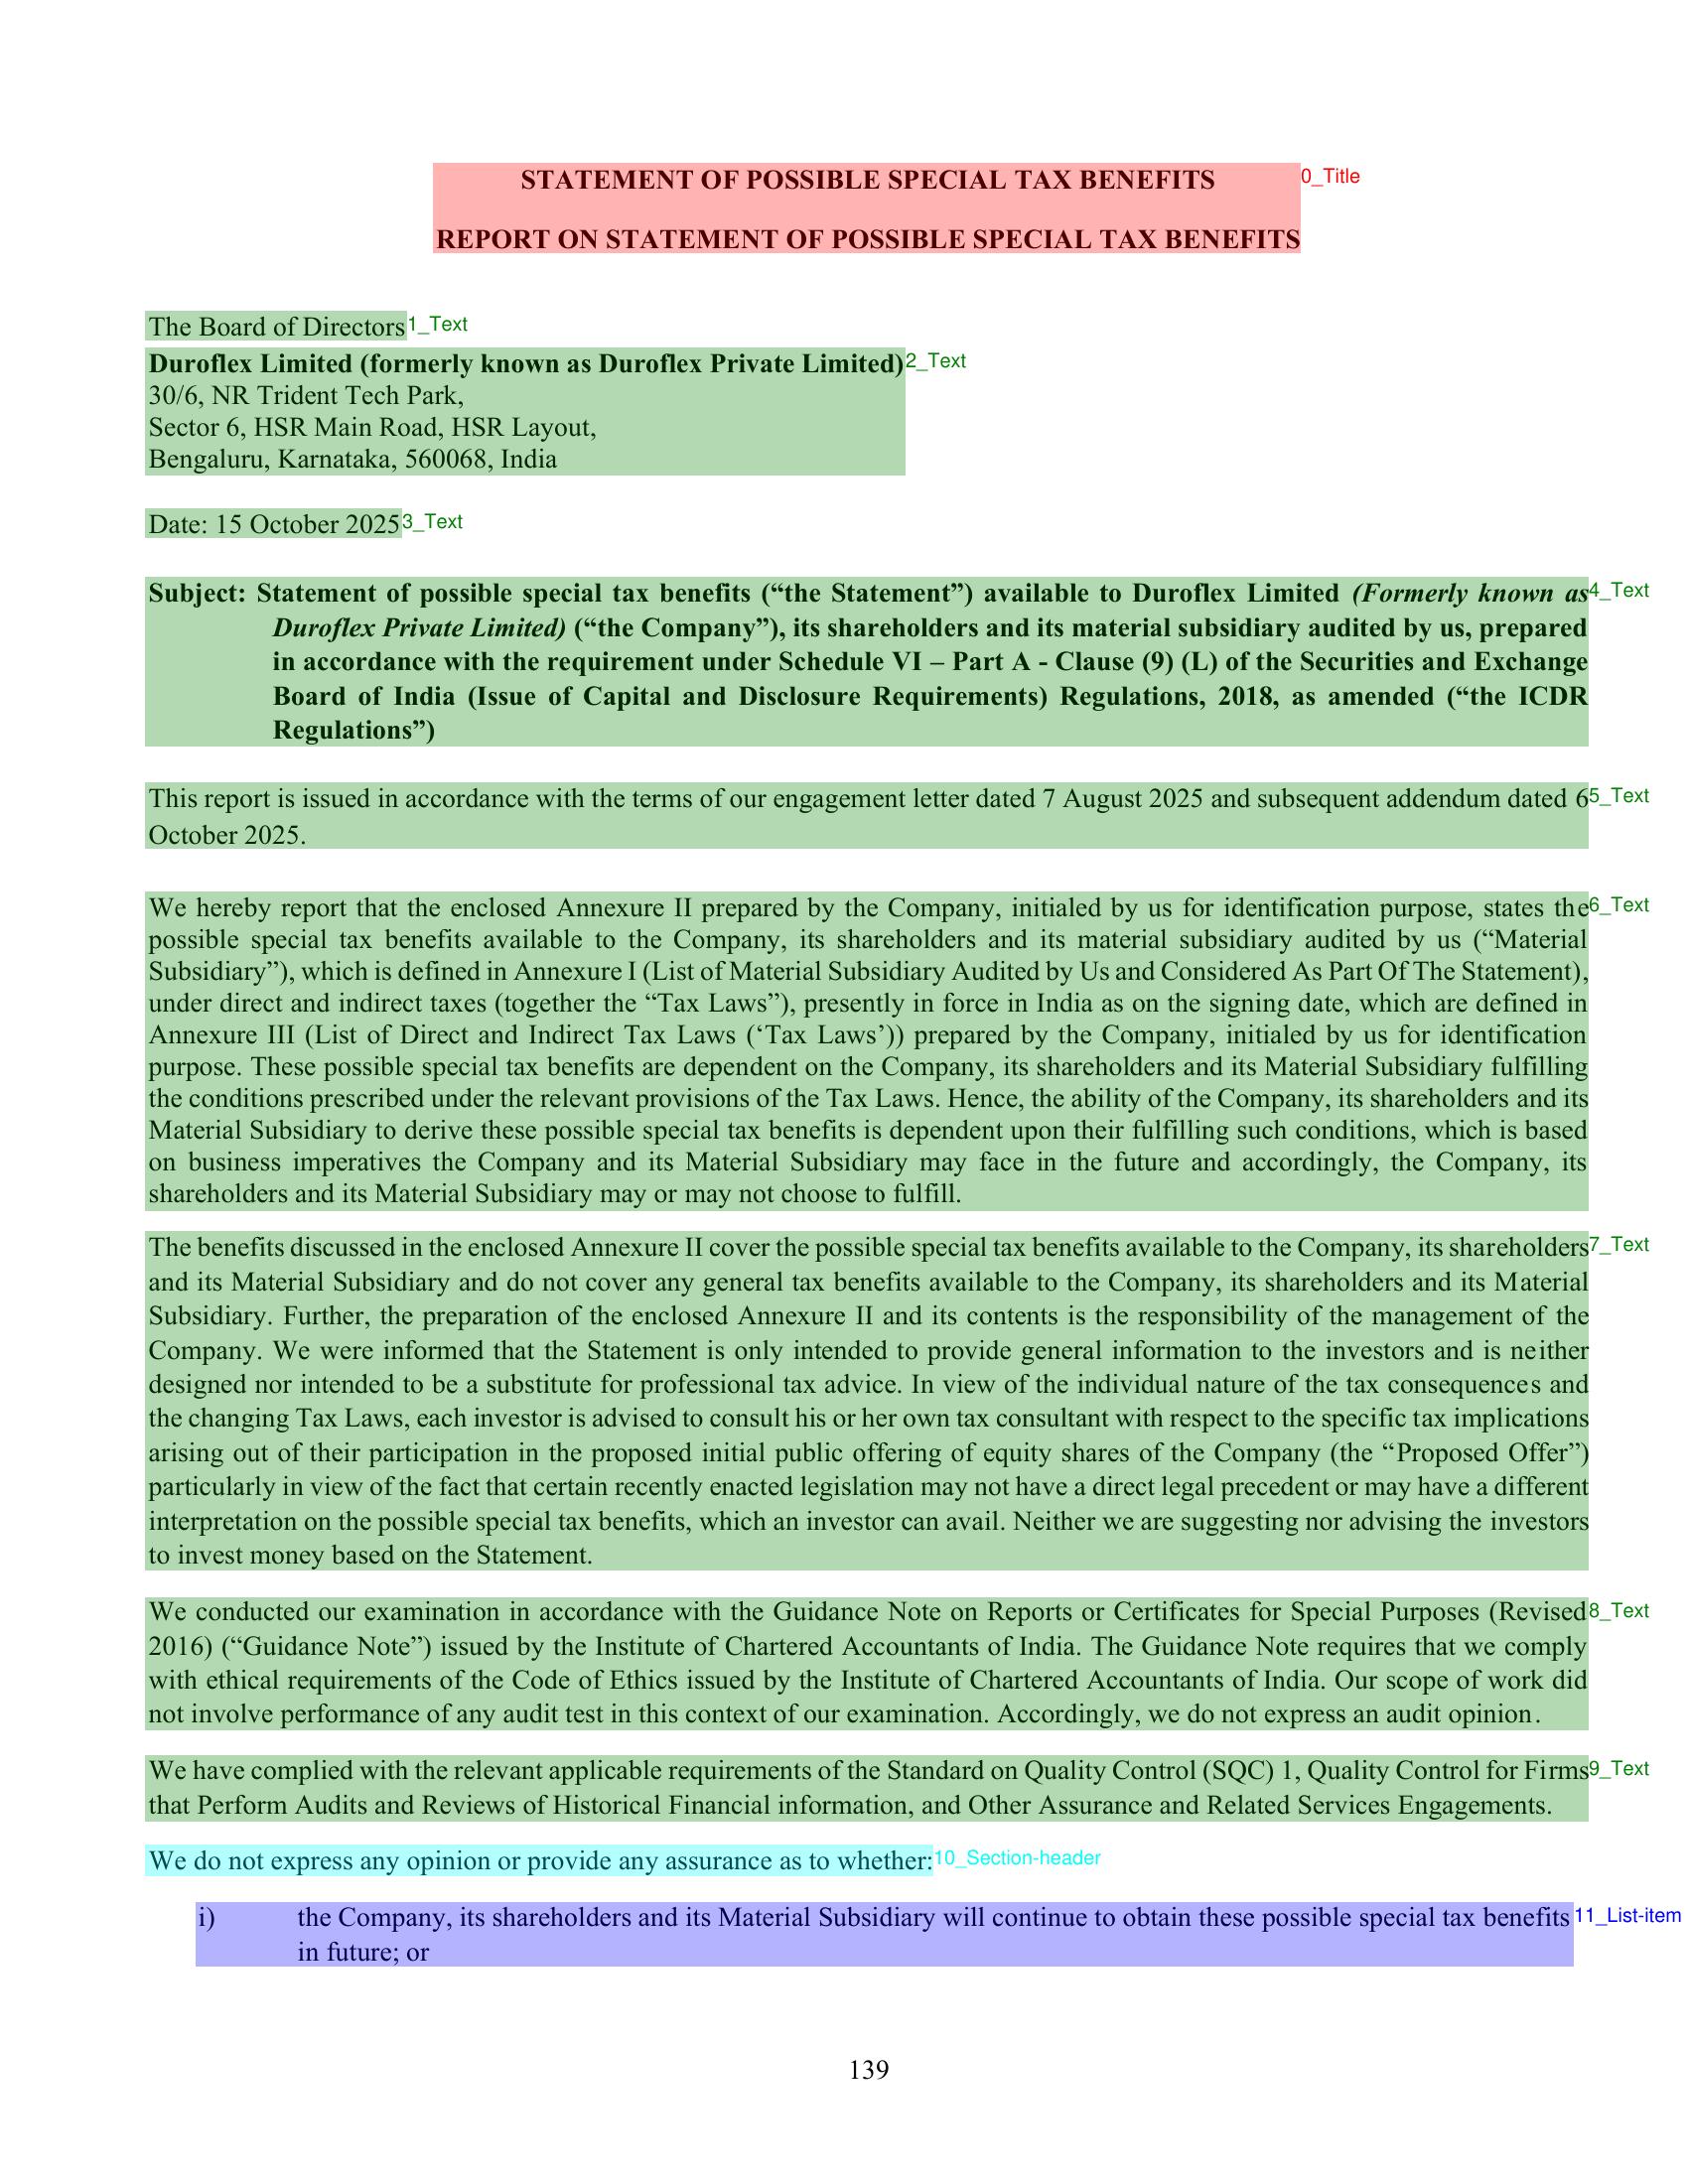 STATEMENT OF POSSIBLE SPECIAL TAX BENEFITS 0_Title
REPORT ON STATEMENT OF POSSIBLE SPECIAL TAX BENEFITS
The Board of Directors 1_Text
Duroflex Limited (formerly known as Duroflex Private Limited) 2_Text
30/6, NR Trident Tech Park,
Sector 6, HSR Main Road, HSR Layout,
Bengaluru, Karnataka, 560068, India
Date: 15 October 2025 3_Text
Subject: Statement of possible special tax benefits (“the Statement”) available to Duroflex Limited (Formerly known as 4_Text
Duroflex Private Limited) (“the Company”), its shareholders and its material subsidiary audited by us, prepared
in accordance with the requirement under Schedule VI – Part A - Clause (9) (L) of the Securities and Exchange
Board of India (Issue of Capital and Disclosure Requirements) Regulations, 2018, as amended (“the ICDR
Regulations”)
This report is issued in accordance with the terms of our engagement letter dated 7 August 2025 and subsequent addendum dated 6 5_Text
October 2025.
We hereby report that the enclosed Annexure II prepared by the Company, initialed by us for identification purpose, states the 6_Text
possible special tax benefits available to the Company, its shareholders and its material subsidiary audited by us (“Material
Subsidiary”), which is defined in Annexure I (List of Material Subsidiary Audited by Us and Considered As Part Of The Statement),
under direct and indirect taxes (together the “Tax Laws”), presently in force in India as on the signing date, which are defined in
Annexure III (List of Direct and Indirect Tax Laws (‘Tax Laws’)) prepared by the Company, initialed by us for identification
purpose. These possible special tax benefits are dependent on the Company, its shareholders and its Material Subsidiary fulfilling
the conditions prescribed under the relevant provisions of the Tax Laws. Hence, the ability of the Company, its shareholders and its
Material Subsidiary to derive these possible special tax benefits is dependent upon their fulfilling such conditions, which is based
on business imperatives the Company and its Material Subsidiary may face in the future and accordingly, the Company, its
shareholders and its Material Subsidiary may or may not choose to fulfill.
The benefits discussed in the enclosed Annexure II cover the possible special tax benefits available to the Company, its shareholders 7_Text
and its Material Subsidiary and do not cover any general tax benefits available to the Company, its shareholders and its Material
Subsidiary. Further, the preparation of the enclosed Annexure II and its contents is the responsibility of the management of the
Company. We were informed that the Statement is only intended to provide general information to the investors and is neither
designed nor intended to be a substitute for professional tax advice. In view of the individual nature of the tax consequences and
the changing Tax Laws, each investor is advised to consult his or her own tax consultant with respect to the specific tax implications
arising out of their participation in the proposed initial public offering of equity shares of the Company (the “Proposed Offer”)
particularly in view of the fact that certain recently enacted legislation may not have a direct legal precedent or may have a different
interpretation on the possible special tax benefits, which an investor can avail. Neither we are suggesting nor advising the investors
to invest money based on the Statement.
We conducted our examination in accordance with the Guidance Note on Reports or Certificates for Special Purposes (Revised 8_Text
2016) (“Guidance Note”) issued by the Institute of Chartered Accountants of India. The Guidance Note requires that we comply
with ethical requirements of the Code of Ethics issued by the Institute of Chartered Accountants of India. Our scope of work did
not involve performance of any audit test in this context of our examination. Accordingly, we do not express an audit opinion.
We have complied with the relevant applicable requirements of the Standard on Quality Control (SQC) 1, Quality Control for Firms 9_Text
that Perform Audits and Reviews of Historical Financial information, and Other Assurance and Related Services Engagements.
We do not express any opinion or provide any assurance as to whether: 10_Section-header
i) the Company, its shareholders and its Material Subsidiary will continue to obtain these possible special tax benefits 11_List-item
in future; or
139